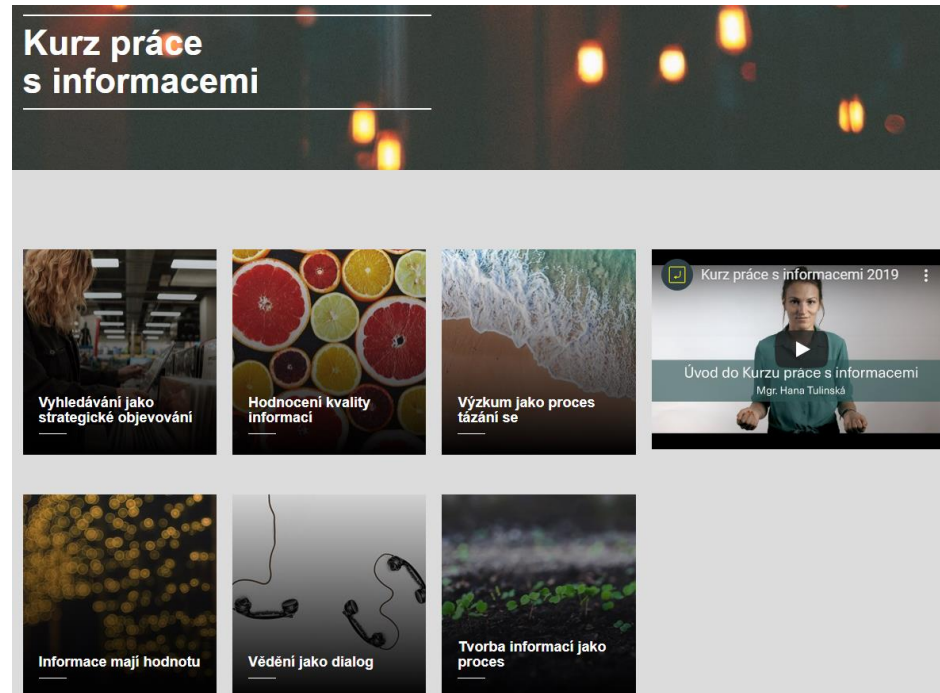 Kurz práce
s informacemi
Vyhledávání jako
strategické objevování
Hodnocení kvality
informací
Výzkum jako proces
tázání se
Kurz práce s informacemi 2019
Úvod do Kurzu práce s informacemi
Mgr. Hana Tulinská
Informace mají hodnotu
Vědění jako dialog
Tvorba informací jako
proces